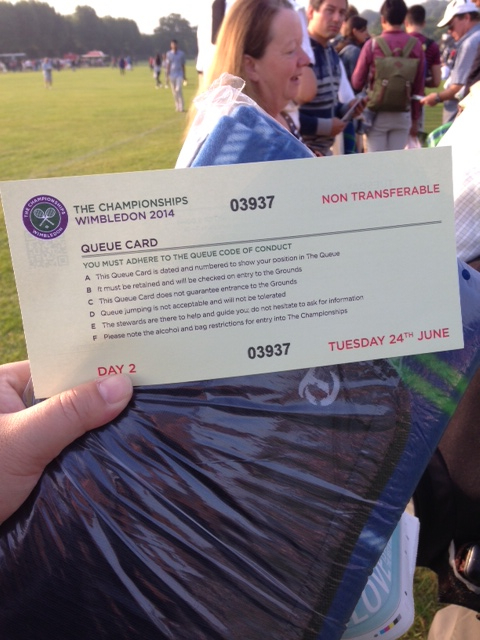 THE CHAMPIONSHIPS
WIMBLEDON
THE CHAMPIONSHIPS
WIMBLEDON 2014
03937
NON TRANSFERABLE
QUEUE CARD
YOU MUST ADHERE TO THE QUEUE CODE OF CONDUCT
A This Queue Card is dated and numbered to show your position in The Queue
B It must be retained and will be checked on entry to the Grounds
C This Queue Card does not guarantee entrance to the Grounds
D Queue jumping is not acceptable and will not be tolerated
E The stewards are there to help and guide you; do not hesitate to ask for information
F Please note the alcohol and bag restrictions for entry into The Championships
DAY 2
03937
TUESDAY 24TH JUNE